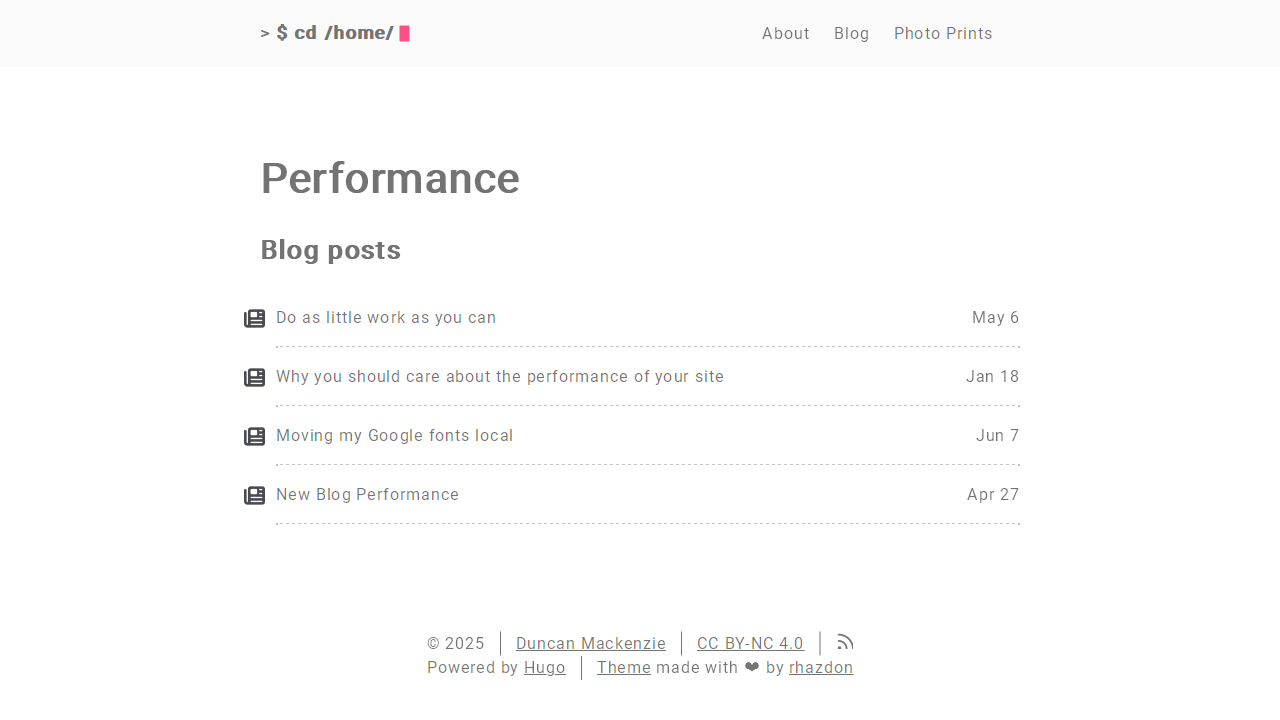 > $ cd /home/
About Blog Photo Prints
Performance
Blog posts
Do as little work as you can May 6
Why you should care about the performance of your site Jan 18
Moving my Google fonts local Jun 7
New Blog Performance Apr 27
© 2025 Duncan Mackenzie CC BY-NC 4.0
Powered by Hugo Theme made with ❤ by rhazdon